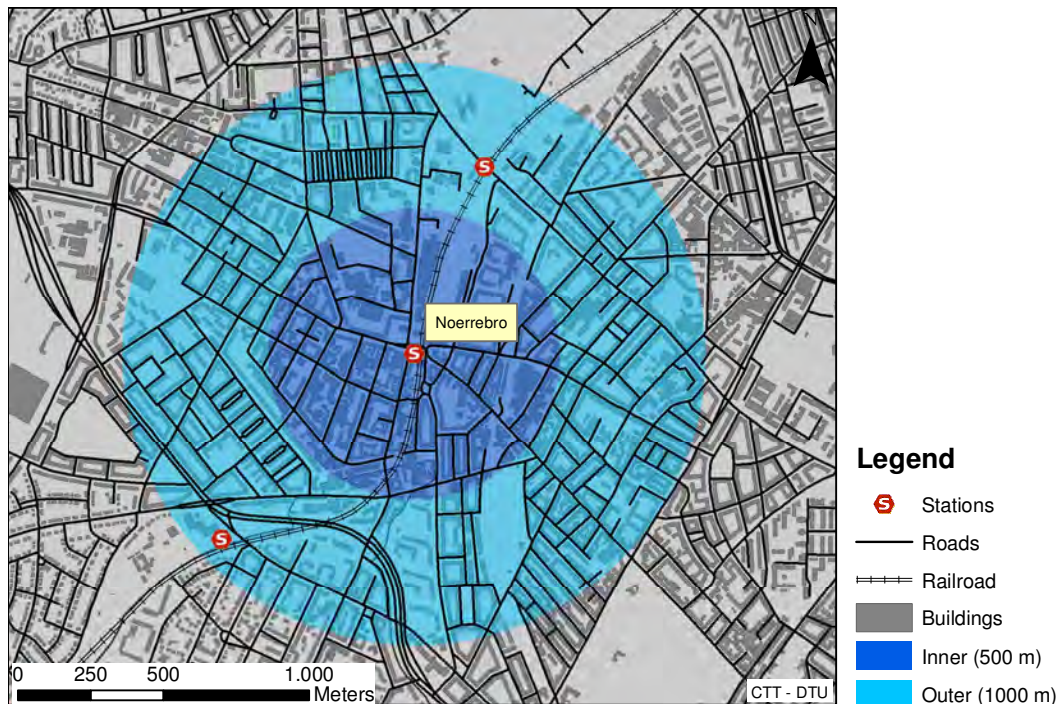 N
S
Noerrebro
S
S
0 250 500 1.000
Meters
CTT - DTU
Legend
S Stations
Roads
Railroad
Buildings
Inner (500 m)
Outer (1000 m)